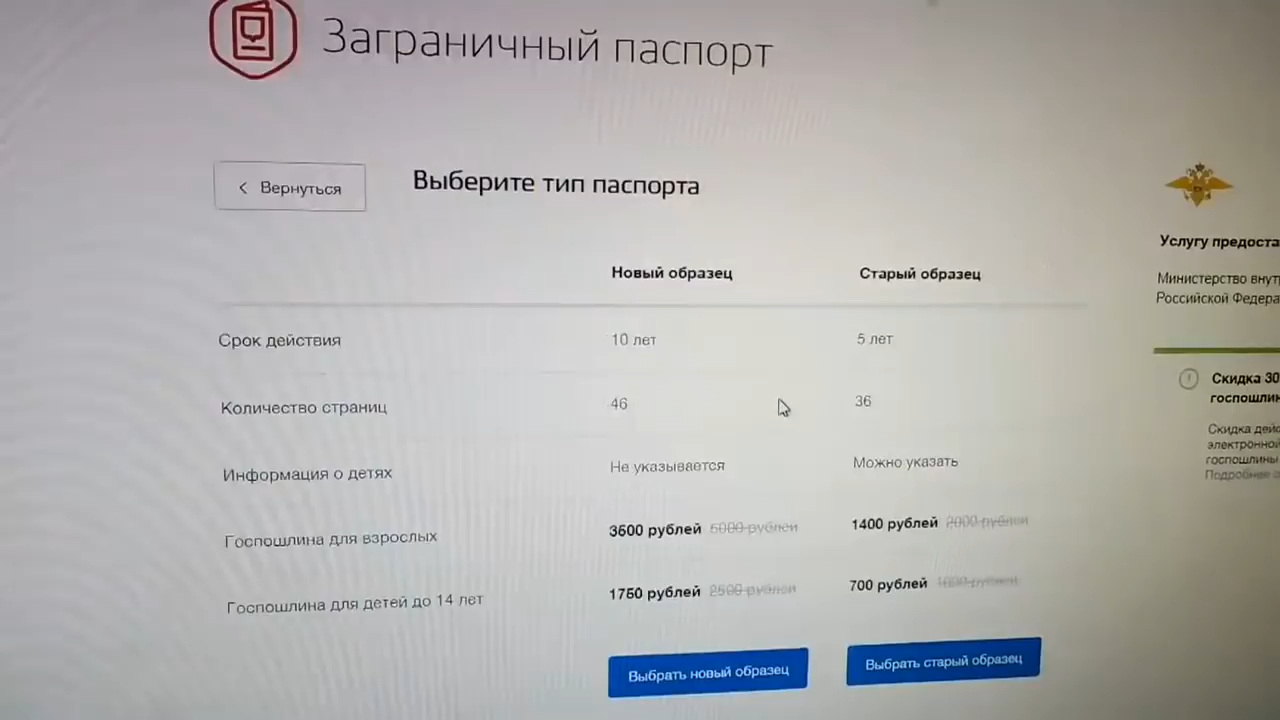 Заграничный паспорт
Вернуться
Выберите тип паспорта
Новый образец Старый образец
Срок действия 10 лет 5 лет
Количество страниц 46 36
Информация о детях Не указывается Можно указать
Госпошлина для взрослых 3500 рублей 5000 рублей 1400 рублей 2000 рублей
Госпошлина для детей до 14 лет 1750 рублей 2500 рублей 700 рублей 1000 рублей
Выбрать новый образец Выбрать старый образец
Услугу предоста
Министерство внут
Российской Федера
Скидка 30
госпошлин
Скидка дейс
электронной
госпошлины
Подробнее